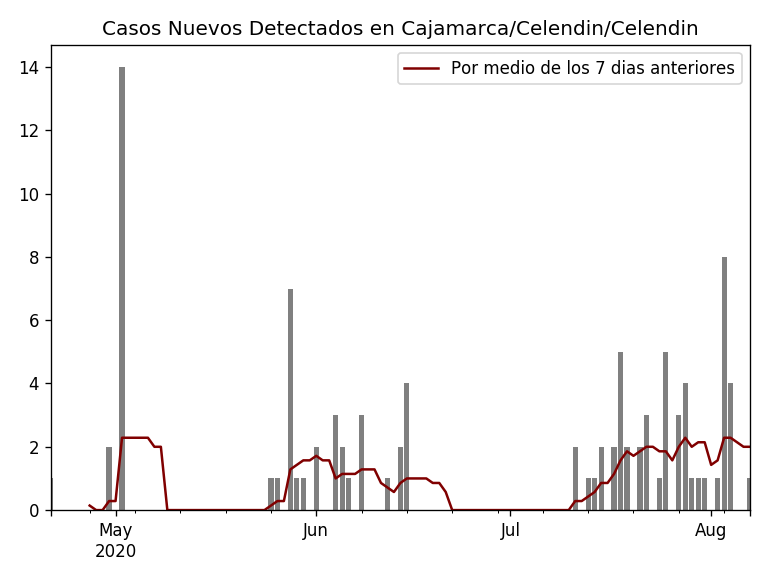 Casos Nuevos Detectados en Cajamarca/Celendin/Celendin
Por medio de los 7 dias anteriores
14
12
10
8
6
4
2
0
May
2020
Jun
Jul
Aug